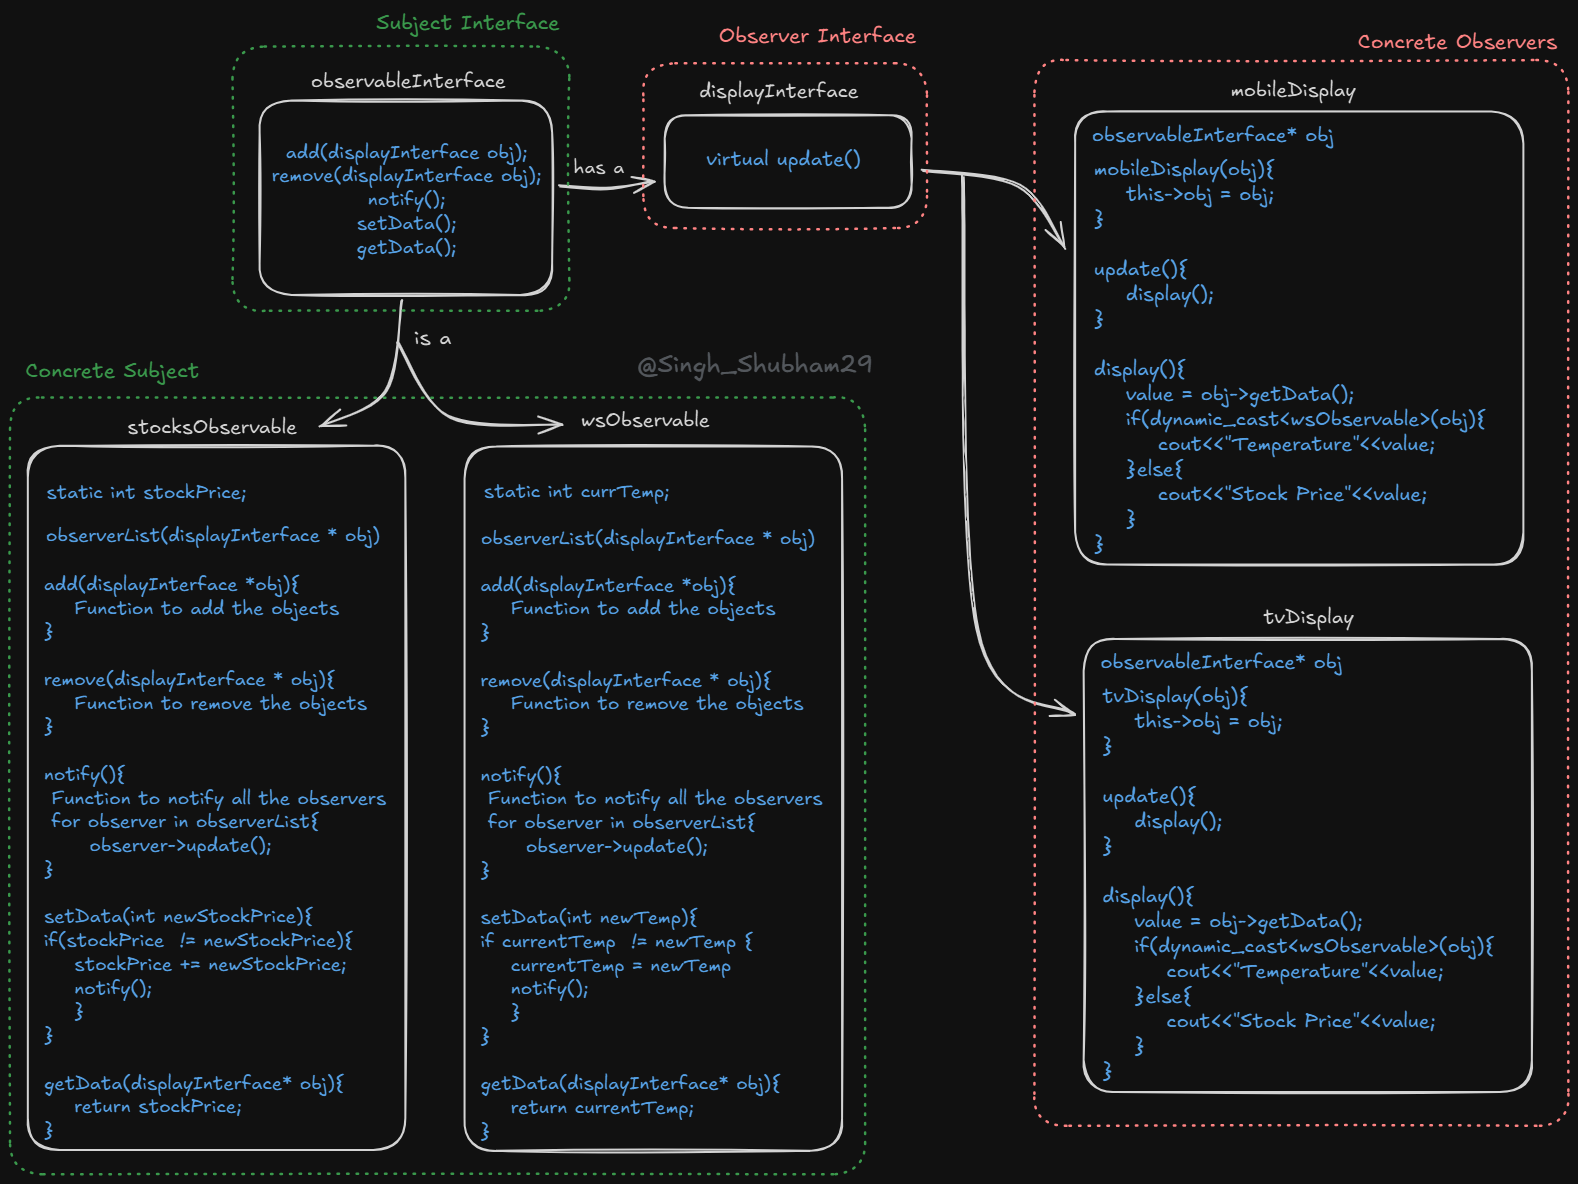 Subject Interface
observableInterface
add(displayInterface obj);
remove(displayInterface obj);
notify();
setData();
getData();
has a
Observer Interface
displayInterface
virtual update()
is a
@Singh_Shubham29
Concrete Subject
stocksObservable
static int stockPrice;
observerList(displayInterface * obj)
add(displayInterface *obj){
Function to add the objects
}
remove(displayInterface * obj){
Function to remove the objects
}
notify(){
Function to notify all the observers
for observer in observerList{
observer->update();
}
setData(int newStockPrice){
if(stockPrice != newStockPrice){
stockPrice += newStockPrice;
notify();
}
}
getData(displayInterface* obj){
return stockPrice;
}
wsObservable
static int currTemp;
observerList(displayInterface * obj)
add(displayInterface *obj){
Function to add the objects
}
remove(displayInterface * obj){
Function to remove the objects
}
notify(){
Function to notify all the observers
for observer in observerList{
observer->update();
}
setData(int newTemp){
if currentTemp != newTemp {
currentTemp = newTemp
notify();
}
}
getData(displayInterface* obj){
return currentTemp;
}
Concrete Observers
mobileDisplay
observableInterface* obj
mobileDisplay(obj){
this->obj = obj;
}
update(){
display();
}
display(){
value = obj->getData();
if(dynamic_cast<wsObservable>(obj){
cout<<"Temperature"<<value;
}else{
cout<<"Stock Price"<<value;
}
}
tvDisplay
observableInterface* obj
tvDisplay(obj){
this->obj = obj;
}
update(){
display();
}
display(){
value = obj->getData();
if(dynamic_cast<wsObservable>(obj){
cout<<"Temperature"<<value;
}else{
cout<<"Stock Price"<<value;
}
}